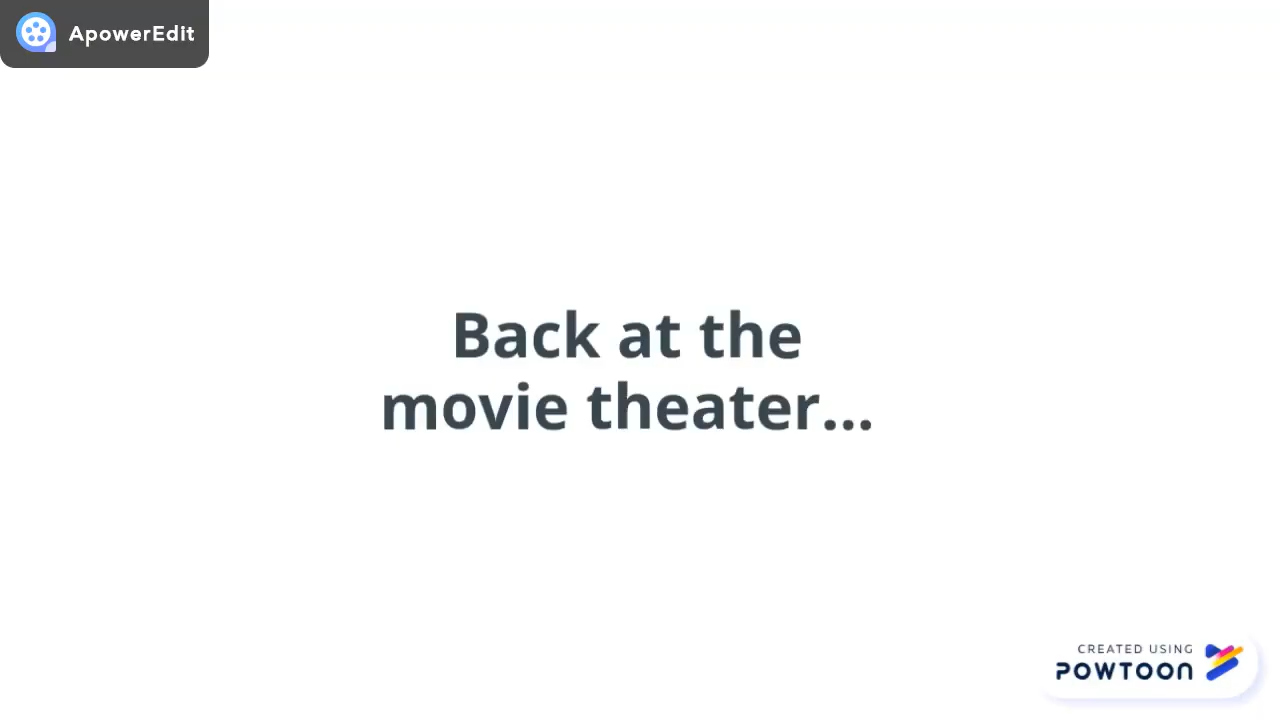 ApowerEdit
Back at the
movie theater...
CREATED USING
POWTOON